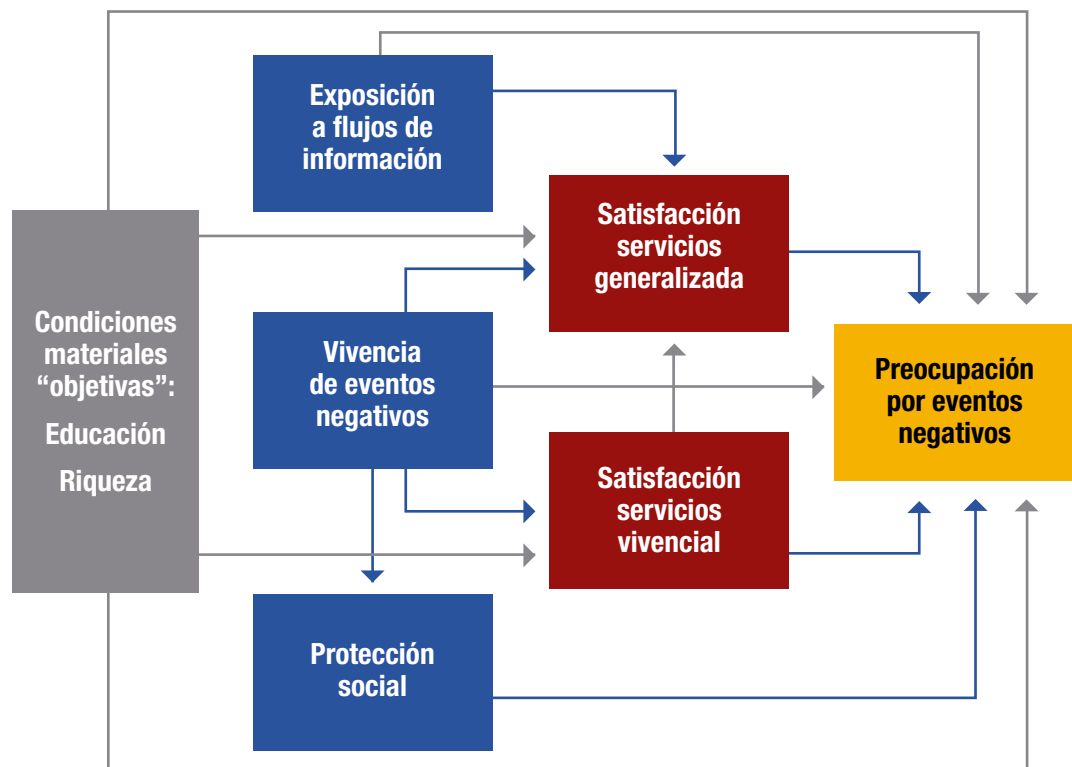 Exposición
a flujos de
información
Satisfacción
servicios
generalizada
Condiciones
materiales
“objetivas”:
Educación
Riqueza
Vivencia
de eventos
negativos
Preocupación
por eventos
negativos
Satisfacción
servicios
vivencial
Protección
social